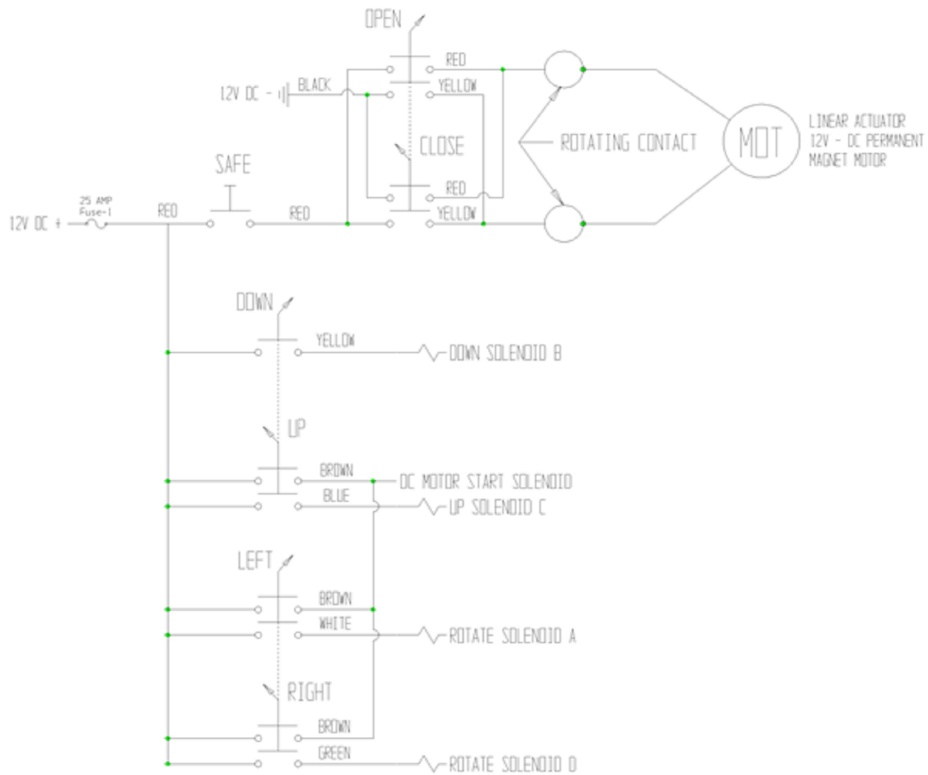 OPEN
RED
12V DC -
BLACK
YELLOW
CLOSE
ROTATING CONTACT
MOT
LINEAR ACTUATOR
12V - DC PERMANENT
MAGNET MOTOR
SAFE
RED
25 AMP
Fuse-1
12V DC +
RED
RED
YELLOW
DOWN
YELLOW
DOWN SOLENOID B
UP
BROWN
DC MOTOR START SOLENOID
BLUE
UP SOLENOID C
LEFT
BROWN
WHITE
ROTATE SOLENOID A
RIGHT
BROWN
GREEN
ROTATE SOLENOID D